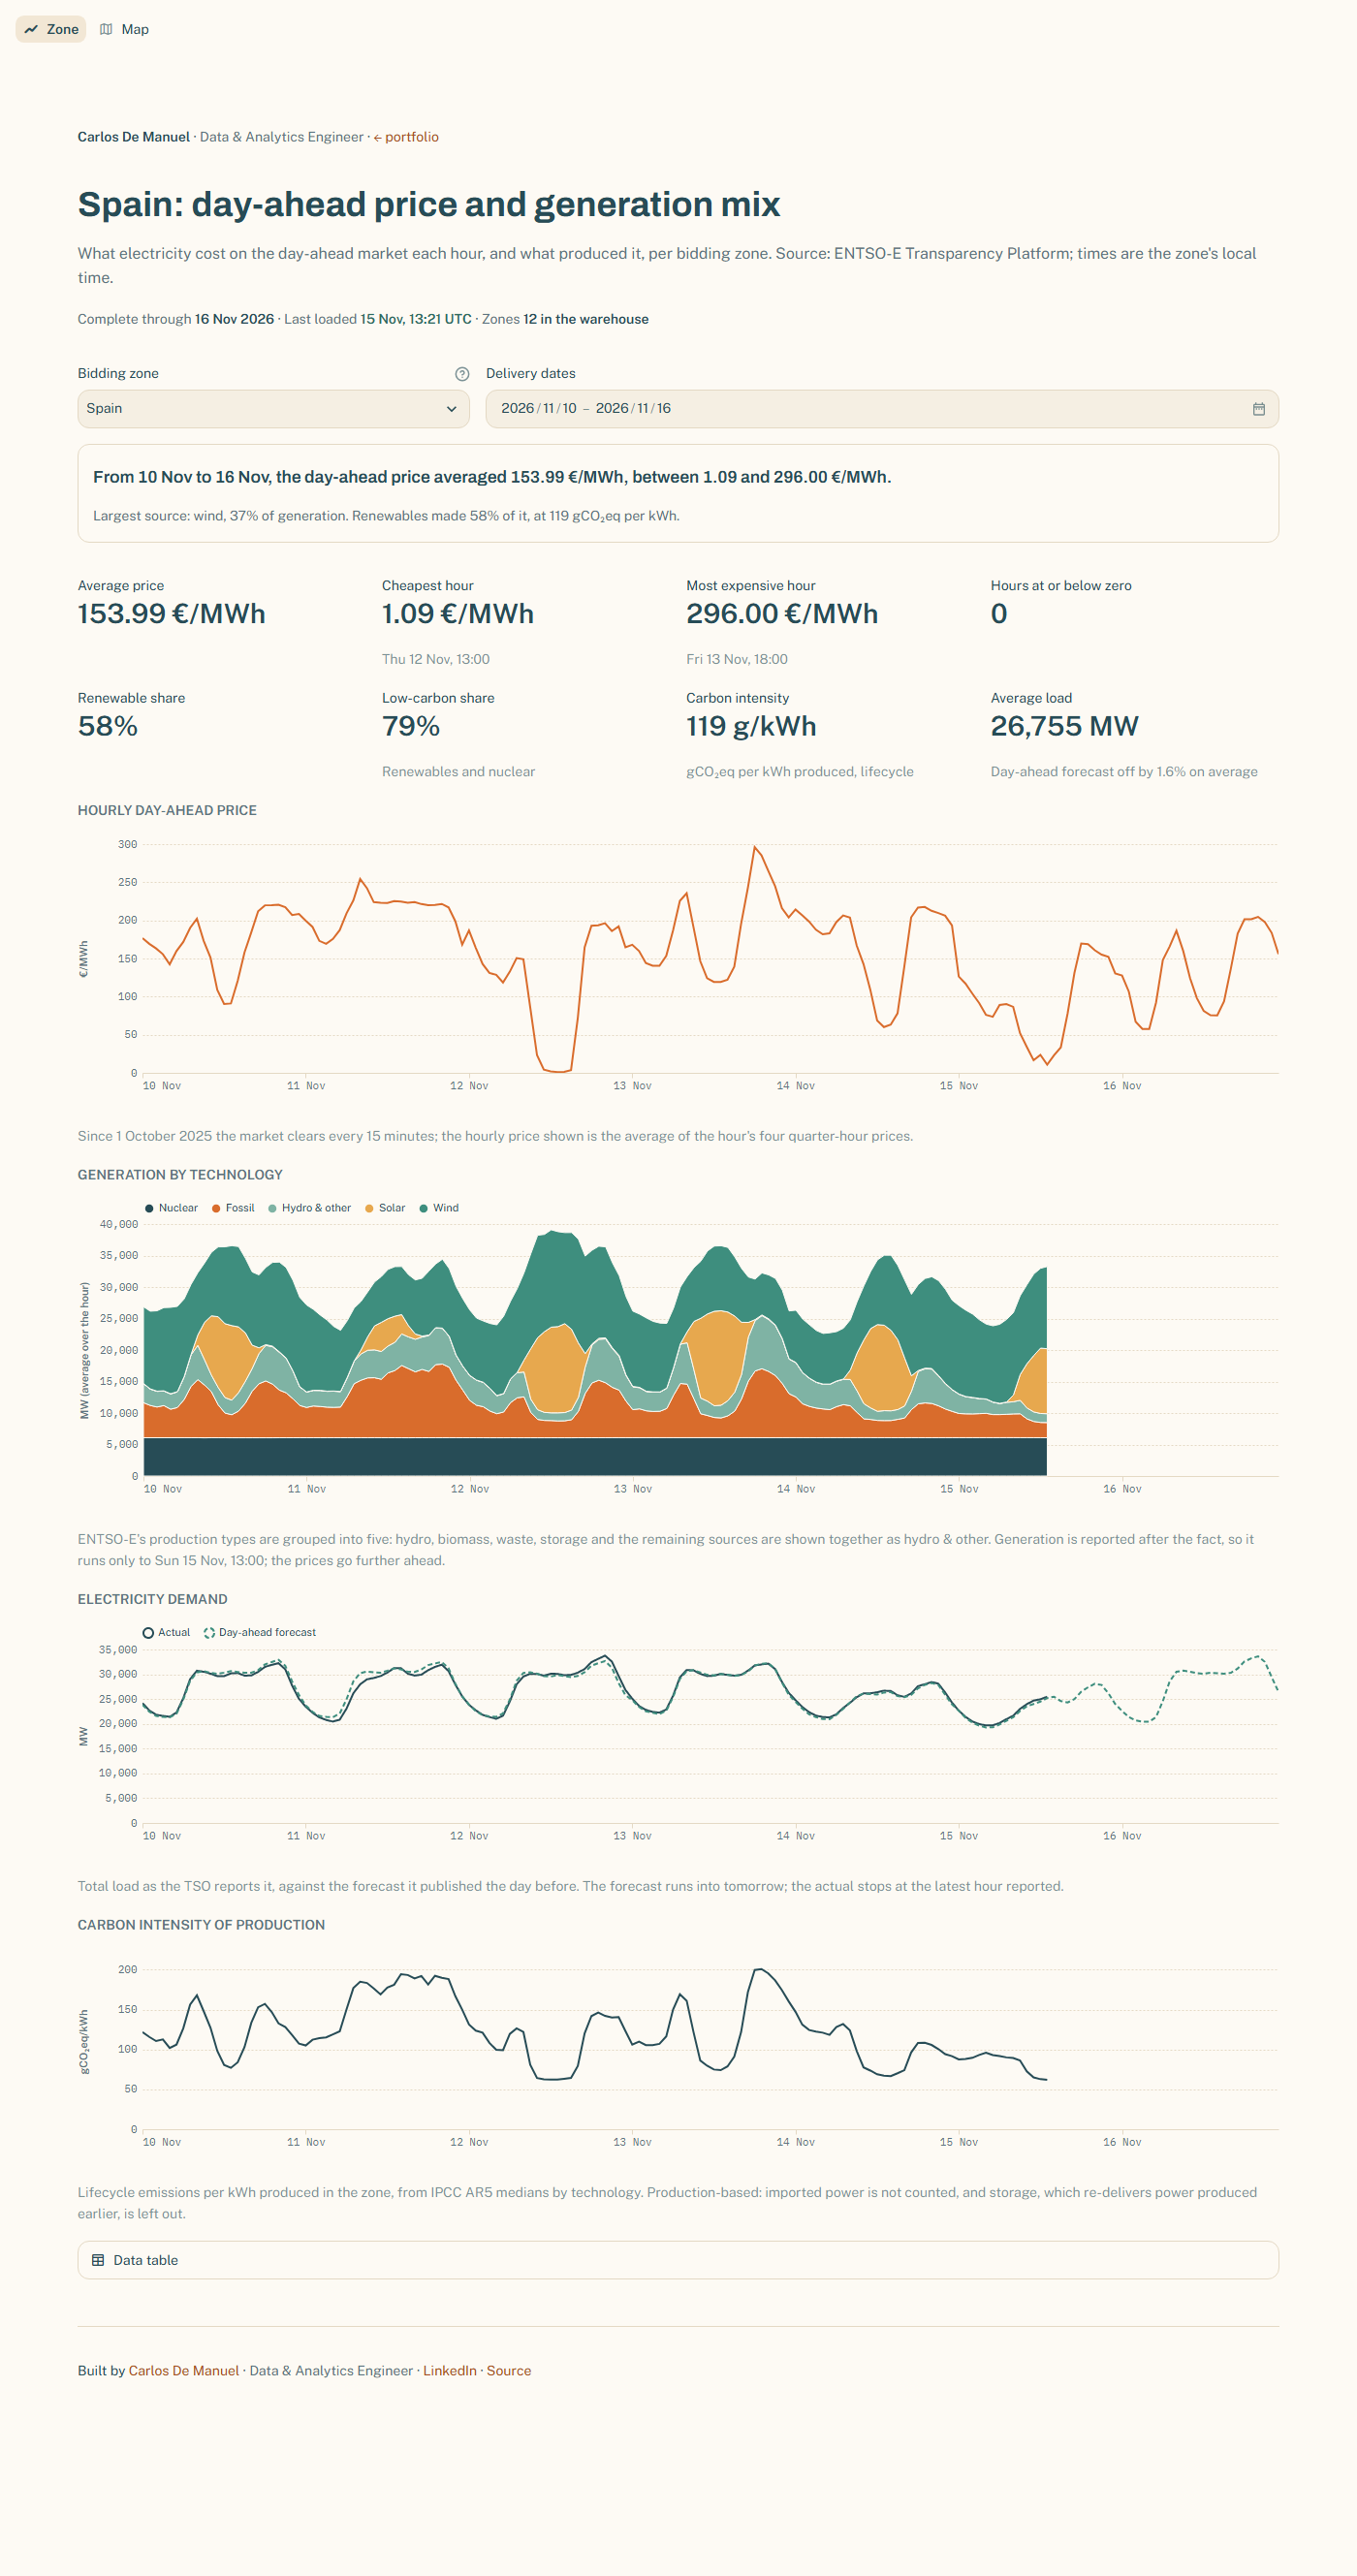 Zone
Map
Carlos De Manuel · Data & Analytics Engineer · ← portfolio
Spain: day-ahead price and generation mix
What electricity cost on the day-ahead market each hour, and what produced it, per bidding zone. Source: ENTSO-E Transparency Platform; times are the zone's local
time.
Complete through 16 Nov 2026 · Last loaded 15 Nov, 13:21 UTC · Zones 12 in the warehouse
Bidding zone
Delivery dates
Spain
2026/11/10 – 2026/11/16
From 10 Nov to 16 Nov, the day-ahead price averaged 153.99 €/MWh, between 1.09 and 296.00 €/MWh.
Largest source: wind, 37% of generation. Renewables made 58% of it, at 119 gCO₂eq per kWh.
Average price
Cheapest hour
Most expensive hour
Hours at or below zero
153.99 €/MWh
1.09 €/MWh
296.00 €/MWh
0
Thu 12 Nov, 13:00
Fri 13 Nov, 18:00
Renewable share
Low-carbon share
Carbon intensity
Average load
58%
79%
119 g/kWh
26,755 MW
Renewables and nuclear
gCO₂eq per kWh produced, lifecycle
Day-ahead forecast off by 1.6% on average
HOURLY DAY-AHEAD PRICE
300
250
200
150
100
50
0
€/MWh
10 Nov
11 Nov
12 Nov
13 Nov
14 Nov
15 Nov
16 Nov
Since 1 October 2025 the market clears every 15 minutes; the hourly price shown is the average of the hour's four quarter-hour prices.
GENERATION BY TECHNOLOGY
Nuclear
Fossil
Hydro & other
Solar
Wind
40,000
35,000
30,000
25,000
20,000
15,000
10,000
5,000
0
MW (average over the hour)
10 Nov
11 Nov
12 Nov
13 Nov
14 Nov
15 Nov
16 Nov
ENTSO-E's production types are grouped into five: hydro, biomass, waste, storage and the remaining sources are shown together as hydro & other. Generation is reported after the fact, so it
runs only to Sun 15 Nov, 13:00; the prices go further ahead.
ELECTRICITY DEMAND
Actual
Day-ahead forecast
35,000
30,000
25,000
20,000
15,000
10,000
5,000
0
MW
10 Nov
11 Nov
12 Nov
13 Nov
14 Nov
15 Nov
16 Nov
Total load as the TSO reports it, against the forecast it published the day before. The forecast runs into tomorrow; the actual stops at the latest hour reported.
CARBON INTENSITY OF PRODUCTION
200
150
100
50
0
gCO₂eq/kWh
10 Nov
11 Nov
12 Nov
13 Nov
14 Nov
15 Nov
16 Nov
Lifecycle emissions per kWh produced in the zone, from IPCC AR5 medians by technology. Production-based: imported power is not counted, and storage, which re-delivers power produced
earlier, is left out.
Data table
Built by Carlos De Manuel · Data & Analytics Engineer · LinkedIn · Source